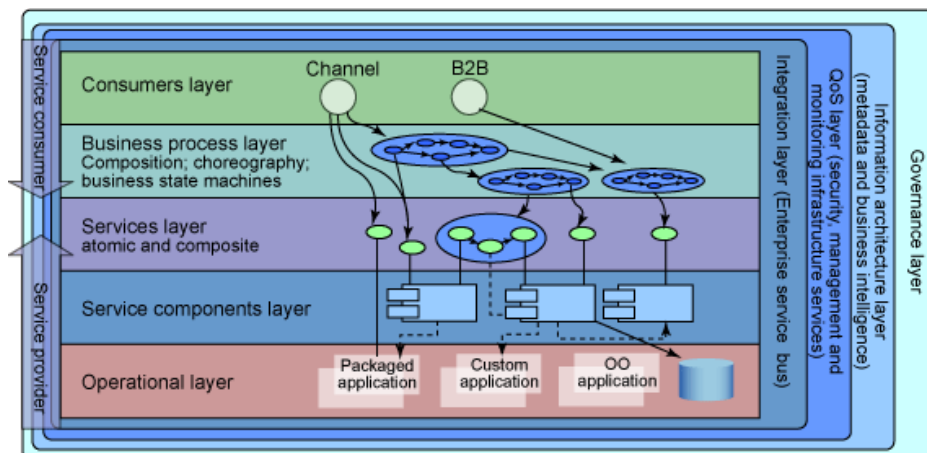 Service consumer
Service provider
Channel
B2B
Consumers layer
Business process layer
Composition; choreography;
business state machines
Services layer
atomic and composite
Service components layer
Operational layer
Packaged
application
Custom
application
OO
application
Integration layer (Enterprise service bus)
QoS layer (security, management and
monitoring infrastructure services)
Information architecture layer
(metadata and business intelligence)
Governance layer